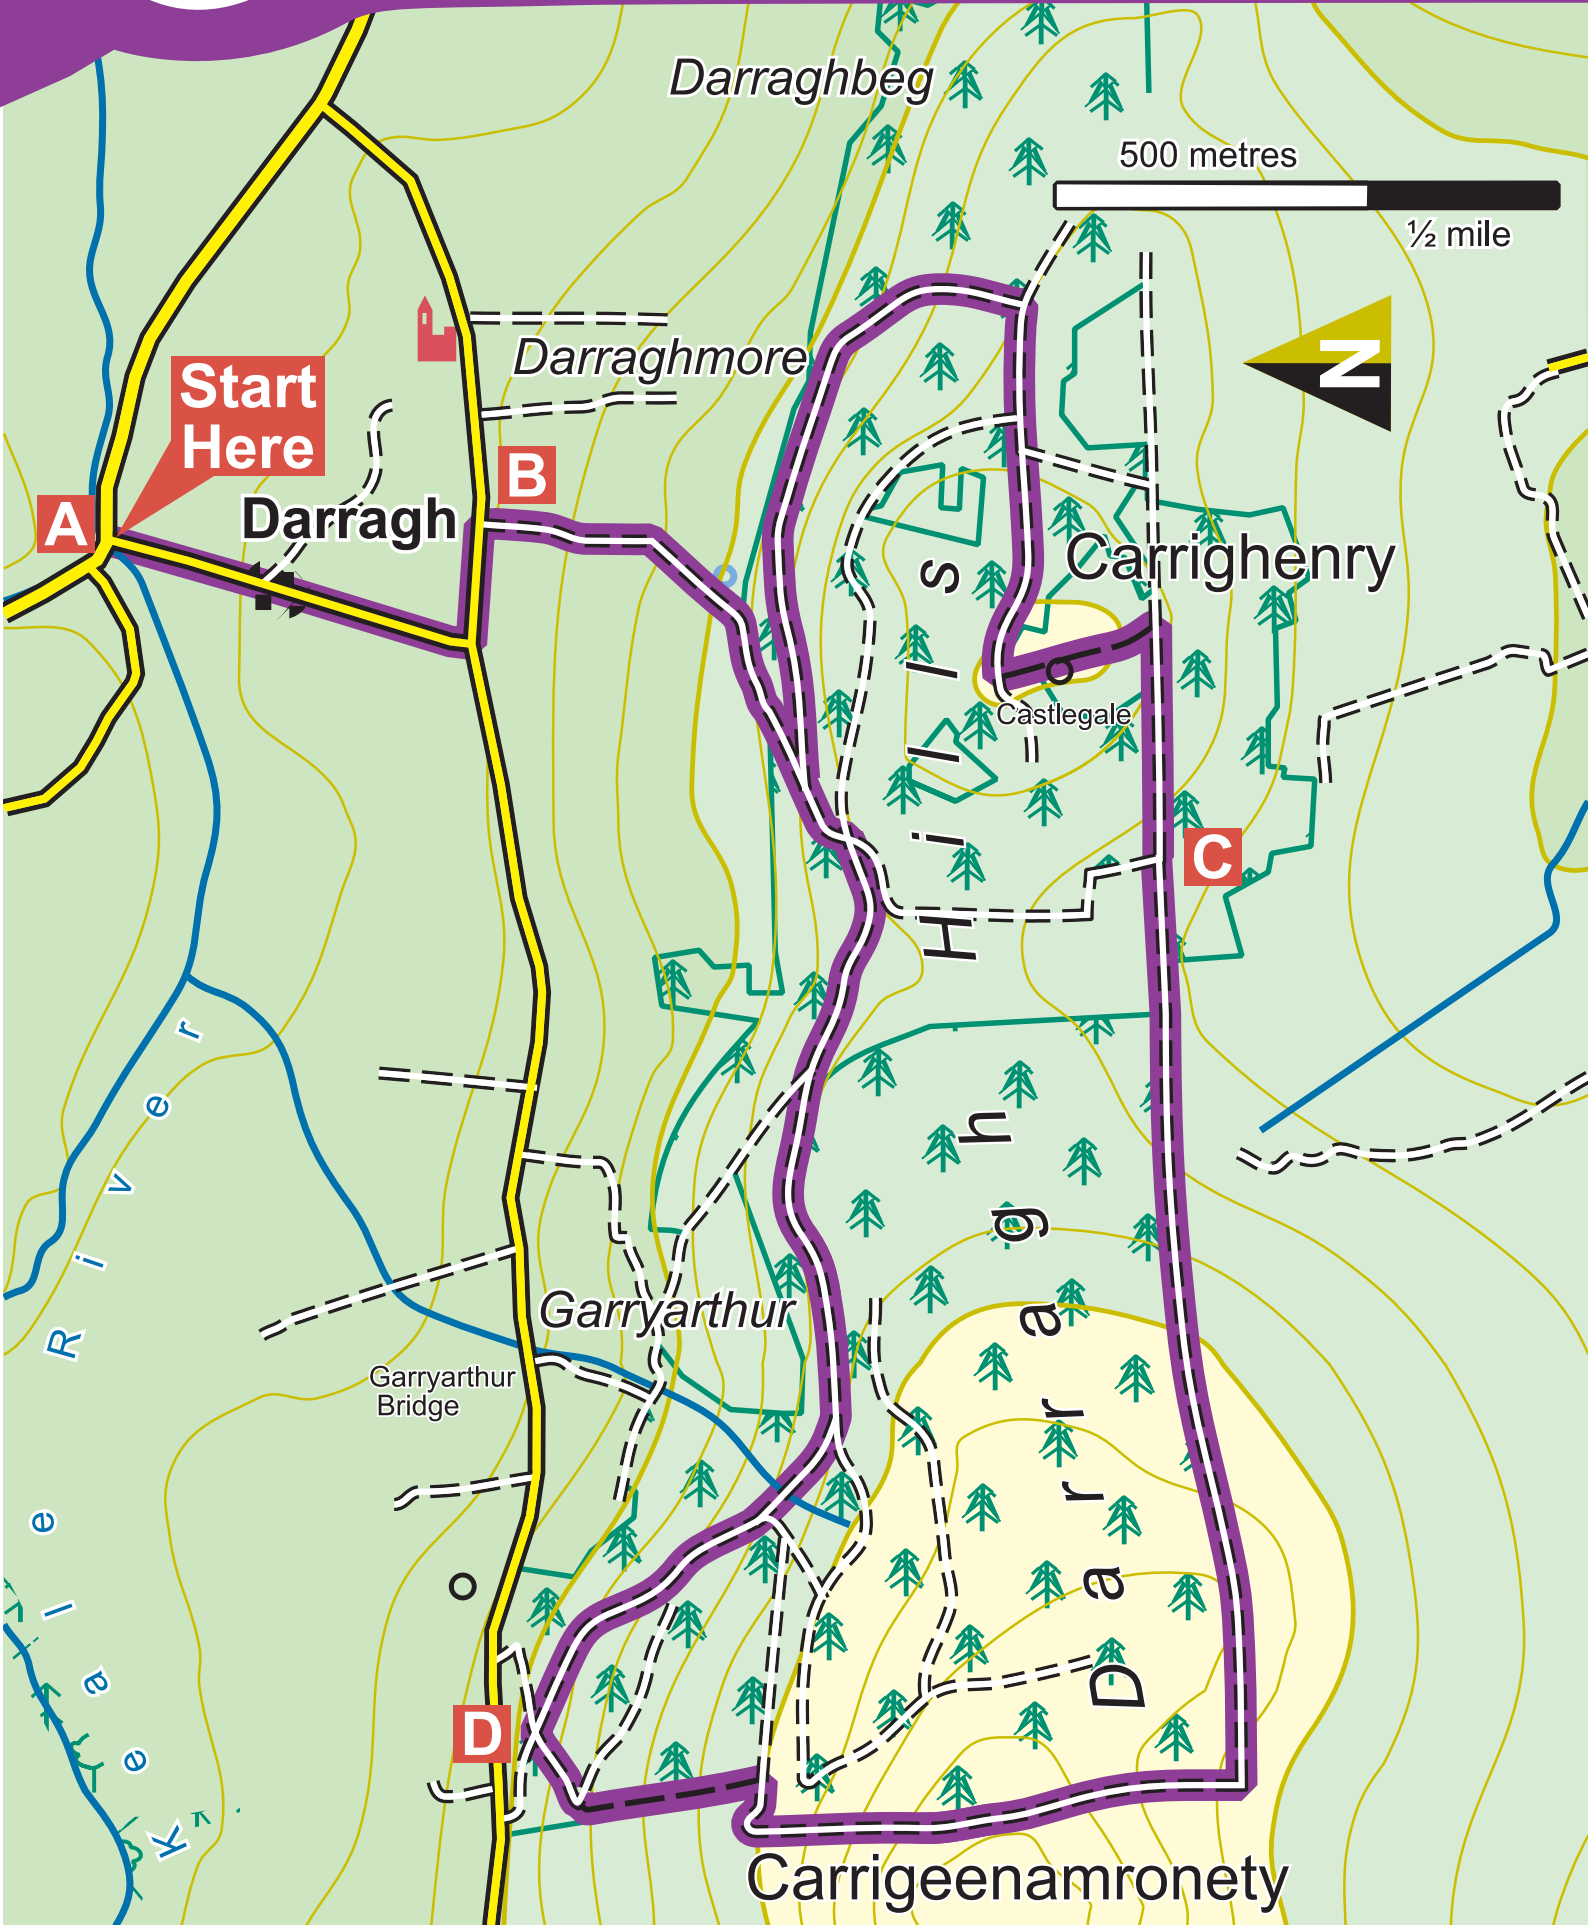 Darraghbeg
500 metres
½ mile
N
Darraghmore
Start
Here
A
B
Darragh
Carrighenry
Castlegale
C
Darragh Hills
Garryarthur
Garryarthur
Bridge
D
Keale River
Carrigeenamronety